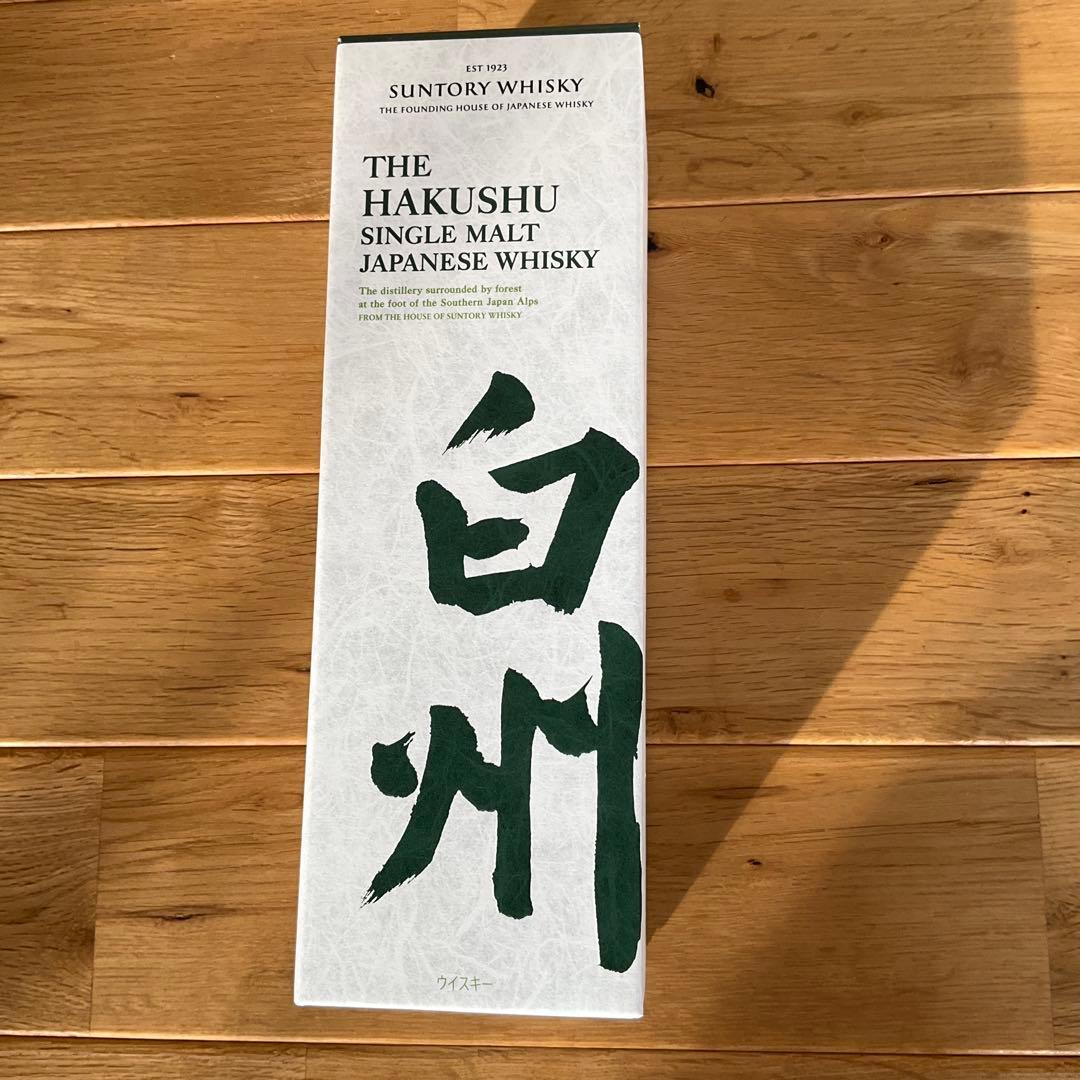 EST 1923
SUNTORY WHISKY
THE FOUNDING HOUSE OF JAPANESE WHISKY
THE
HAKUSHU
SINGLE MALT
JAPANESE WHISKY
The distillery surrounded by forest
at the foot of the Southern Japan Alps
FROM THE HOUSE OF SUNTORY WHISKY
白
州
ウイスキー